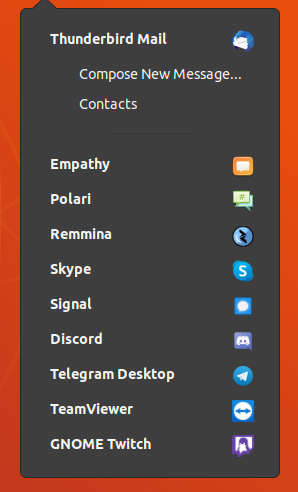 Thunderbird Mail
Compose New Message...
Contacts
Empathy
Polari
Remmina
Skype
Signal
Discord
Telegram Desktop
TeamViewer
GNOME Twitch